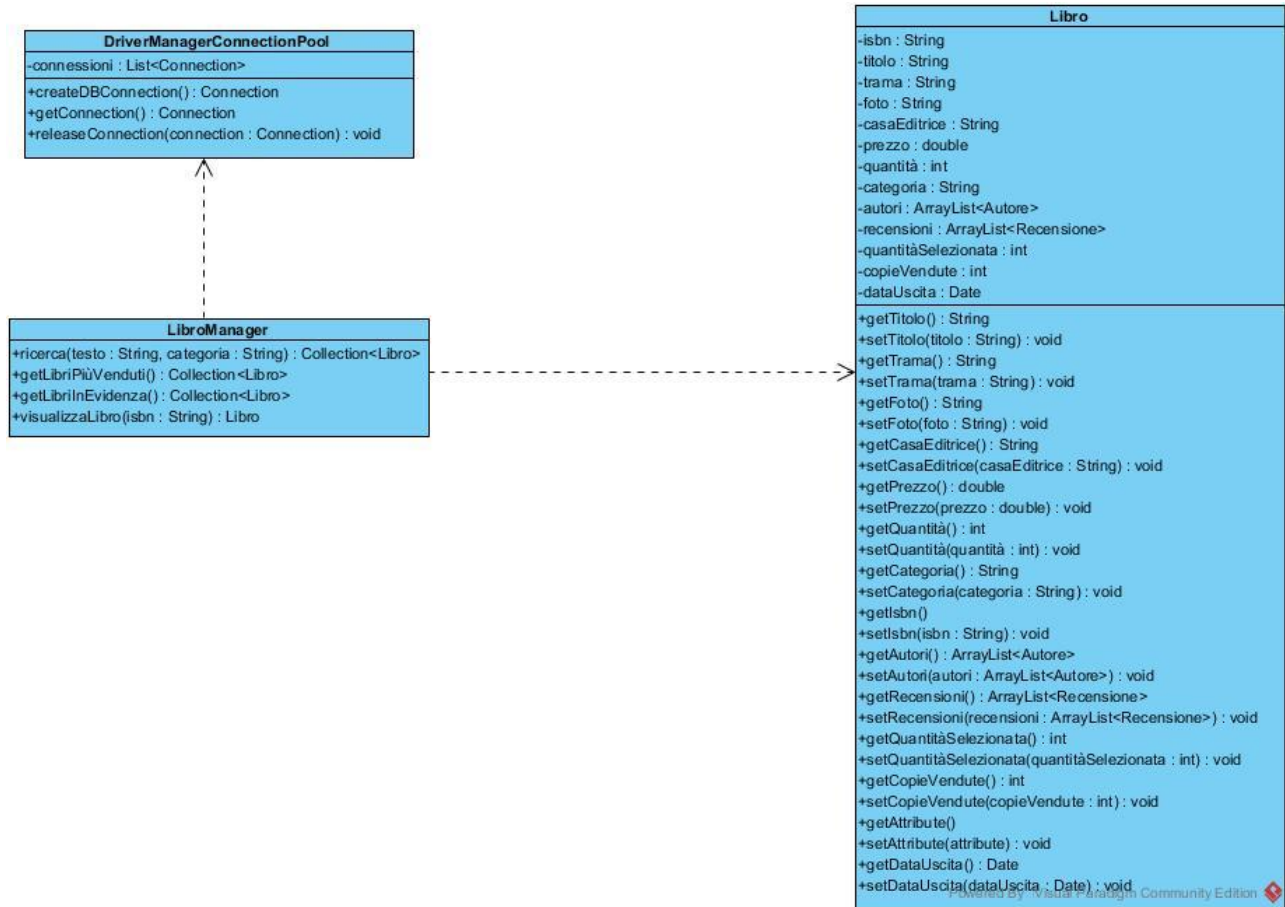 DriverManagerConnectionPool
-connessioni : List<Connection>
+createDBConnection() : Connection
+getConnection() : Connection
+releaseConnection(connection : Connection) : void
LibroManager
+ricerca(testo : String, categoria : String) : Collection<Libro>
+getLibriPiùVenduti() : Collection<Libro>
+getLibriInEvidenza() : Collection<Libro>
+visualizzaLibro(isbn : String) : Libro
Libro
-isbn : String
-titolo : String
-trama : String
-foto : String
-casaEditrice : String
-prezzo : double
-quantità : int
-categoria : String
-autori : ArrayList<Autore>
-recensioni : ArrayList<Recensione>
-quantitàSelezionata : int
-copieVendute : int
-dataUscita : Date
+getTitolo() : String
+setTitolo(titolo : String) : void
+getTrama() : String
+setTrama(trama : String) : void
+getFoto() : String
+setFoto(foto : String) : void
+getCasaEditrice() : String
+setCasaEditrice(casaEditrice : String) : void
+getPrezzo() : double
+setPrezzo(prezzo : double) : void
+getQuantità() : int
+setQuantità(quantità : int) : void
+getCategoria() : String
+setCategoria(categoria : String) : void
+getIsbn()
+setIsbn(isbn : String) : void
+getAutori() : ArrayList<Autore>
+setAutori(autori : ArrayList<Autore>) : void
+getRecensioni() : ArrayList<Recensione>
+setRecensioni(recensioni : ArrayList<Recensione>) : void
+getQuantitàSelezionata() : int
+setQuantitàSelezionata(quantitàSelezionata : int) : void
+getCopieVendute() : int
+setCopieVendute(copieVendute : int) : void
+getAttribute()
+setAttribute(attribute) : void
+getDataUscita() : Date
+setDataUscita(dataUscita : Date) : void
Powered By Visual Paradigm Community Edition